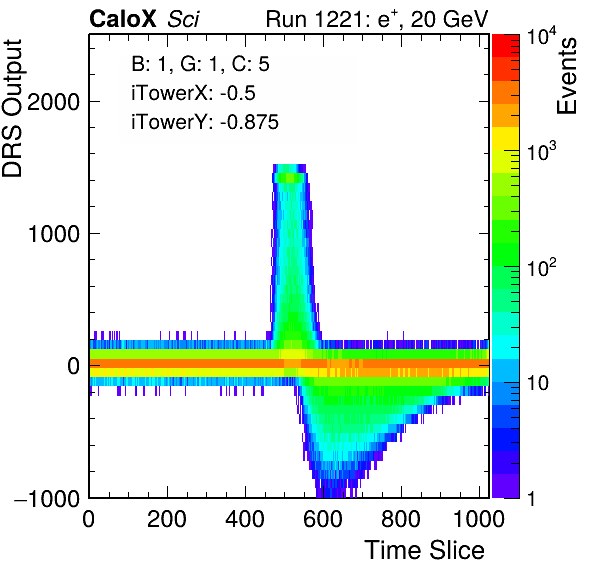 CaloX Sci
Run 1221: e⁺, 20 GeV
B: 1, G: 1, C: 5
iTowerX: -0.5
iTowerY: -0.875
DRS Output
2000
1000
0
−1000
0 200 400 600 800 1000
Time Slice
Events
10⁴
10³
10²
10
1